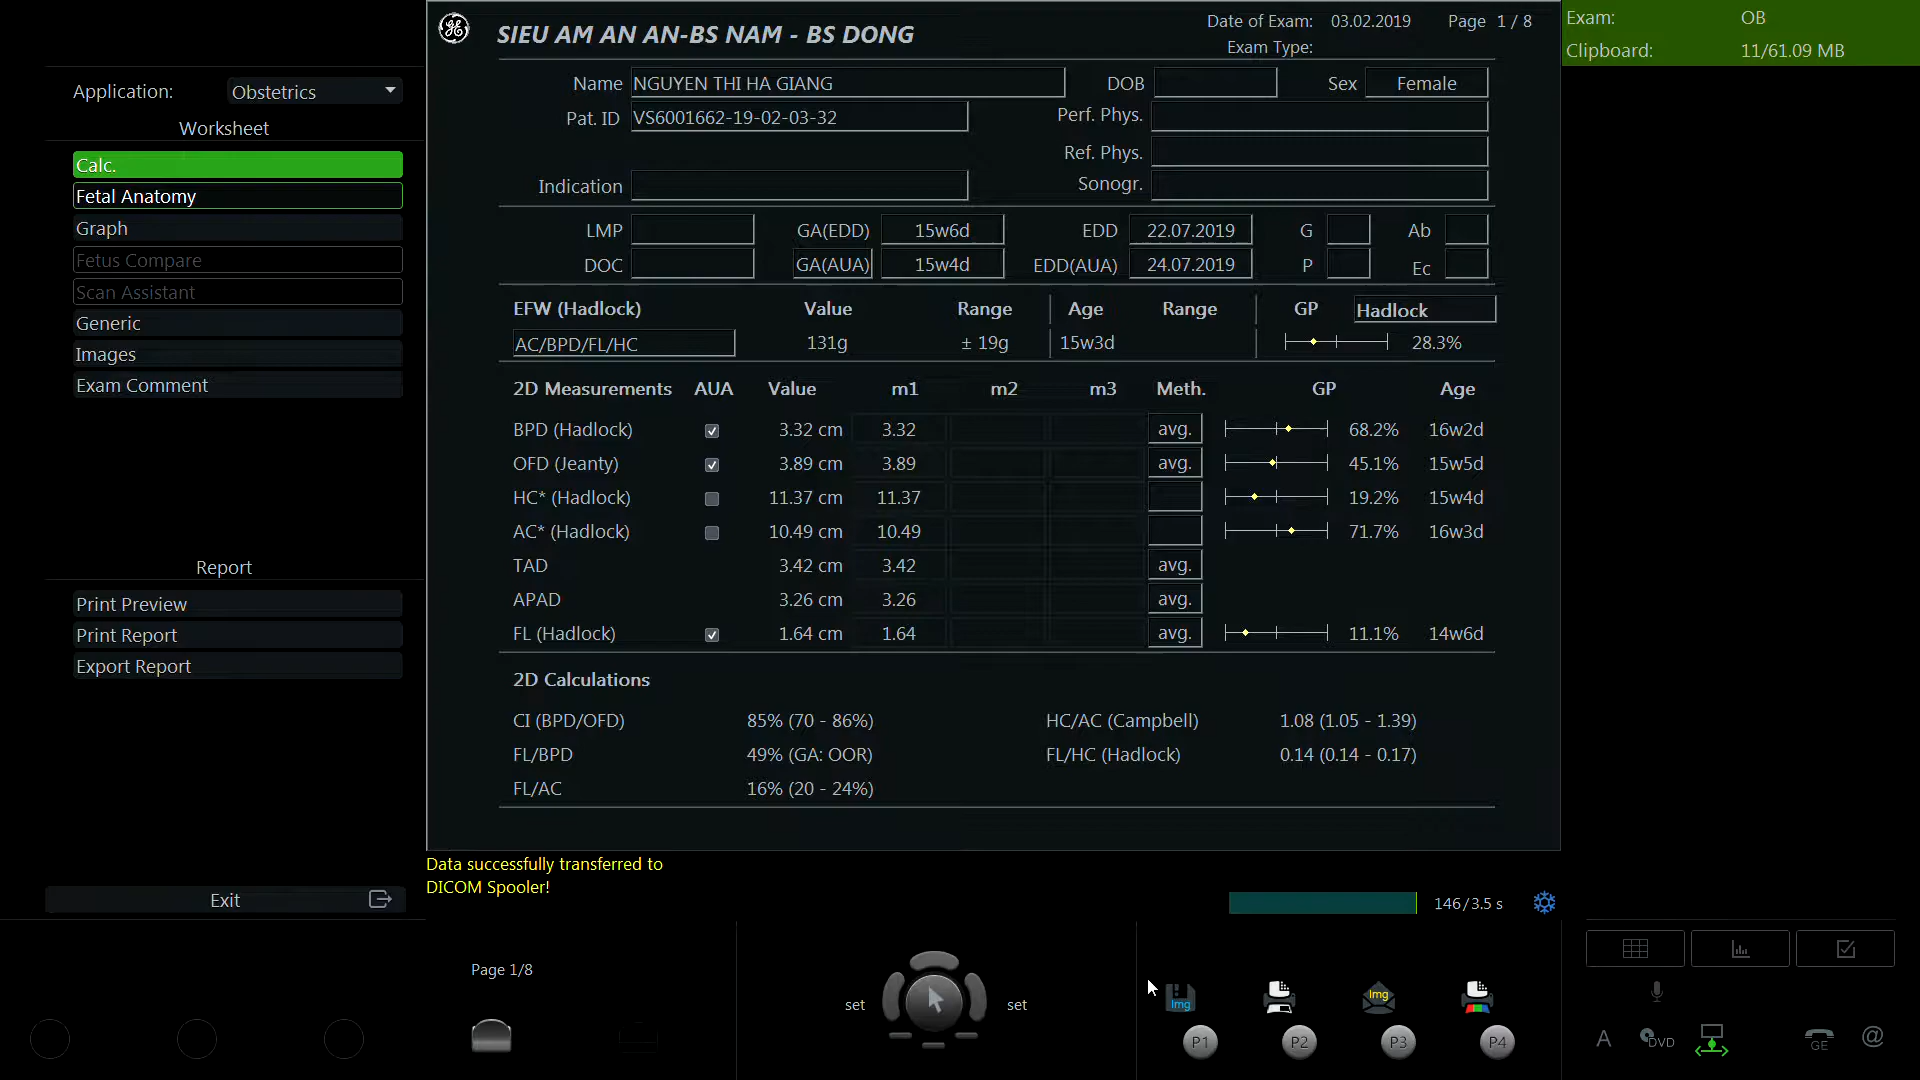 SIEU AM AN AN-BS NAM - BS DONG
Date of Exam: 03.02.2019 Page 1 / 8
Exam Type:
Exam: OB
Clipboard: 11/61.09 MB
Application: Obstetrics
Worksheet
Calc.
Fetal Anatomy
Graph
Fetus Compare
Scan Assistant
Generic
Images
Exam Comment
Report
Print Preview
Print Report
Export Report
Exit
Name NGUYEN THI HA GIANG DOB Sex Female
Pat. ID VS6001662-19-02-03-32 Perf. Phys.
Ref. Phys.
Indication Sonogr.
LMP GA(EDD) 15w6d EDD 22.07.2019 G Ab
DOC GA(AUA) 15w4d EDD(AUA) 24.07.2019 P Ec
EFW (Hadlock) Value Range Age Range GP Hadlock
AC/BPD/FL/HC 131g ± 19g 15w3d 28.3%
2D Measurements AUA Value m1 m2 m3 Meth. GP Age
BPD (Hadlock) 3.32 cm 3.32 avg. 68.2% 16w2d
OFD (Jeanty) 3.89 cm 3.89 avg. 45.1% 15w5d
HC* (Hadlock) 11.37 cm 11.37 19.2% 15w4d
AC* (Hadlock) 10.49 cm 10.49 71.7% 16w3d
TAD 3.42 cm 3.42 avg.
APAD 3.26 cm 3.26 avg.
FL (Hadlock) 1.64 cm 1.64 avg. 11.1% 14w6d
2D Calculations
CI (BPD/OFD) 85% (70 - 86%) HC/AC (Campbell) 1.08 (1.05 - 1.39)
FL/BPD 49% (GA: OOR) FL/HC (Hadlock) 0.14 (0.14 - 0.17)
FL/AC 16% (20 - 24%)
Data successfully transferred to
DICOM Spooler!
146/3.5 s
Page 1/8
set set
Img Img
P1 P2 P3 P4
A DVD GE @